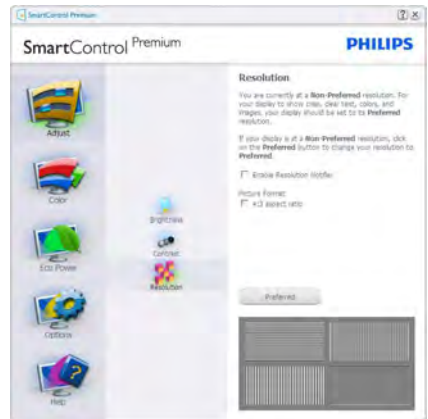 SmartControl Premium
SmartControl Premium
PHILIPS
Adjust
Color
Eco Power
Options
Help
Brightness
Contrast
Resolution
Resolution
You are currently at a Non-Preferred resolution. For
your display to show crisp, clear text, colors, and
images, your display should be set to its Preferred
resolution.
If your display is at a Non-Preferred resolution, click
on the Preferred button to change your resolution to
Preferred.
Enable Resolution Notifier
Picture Format
4:3 aspect ratio
Preferred